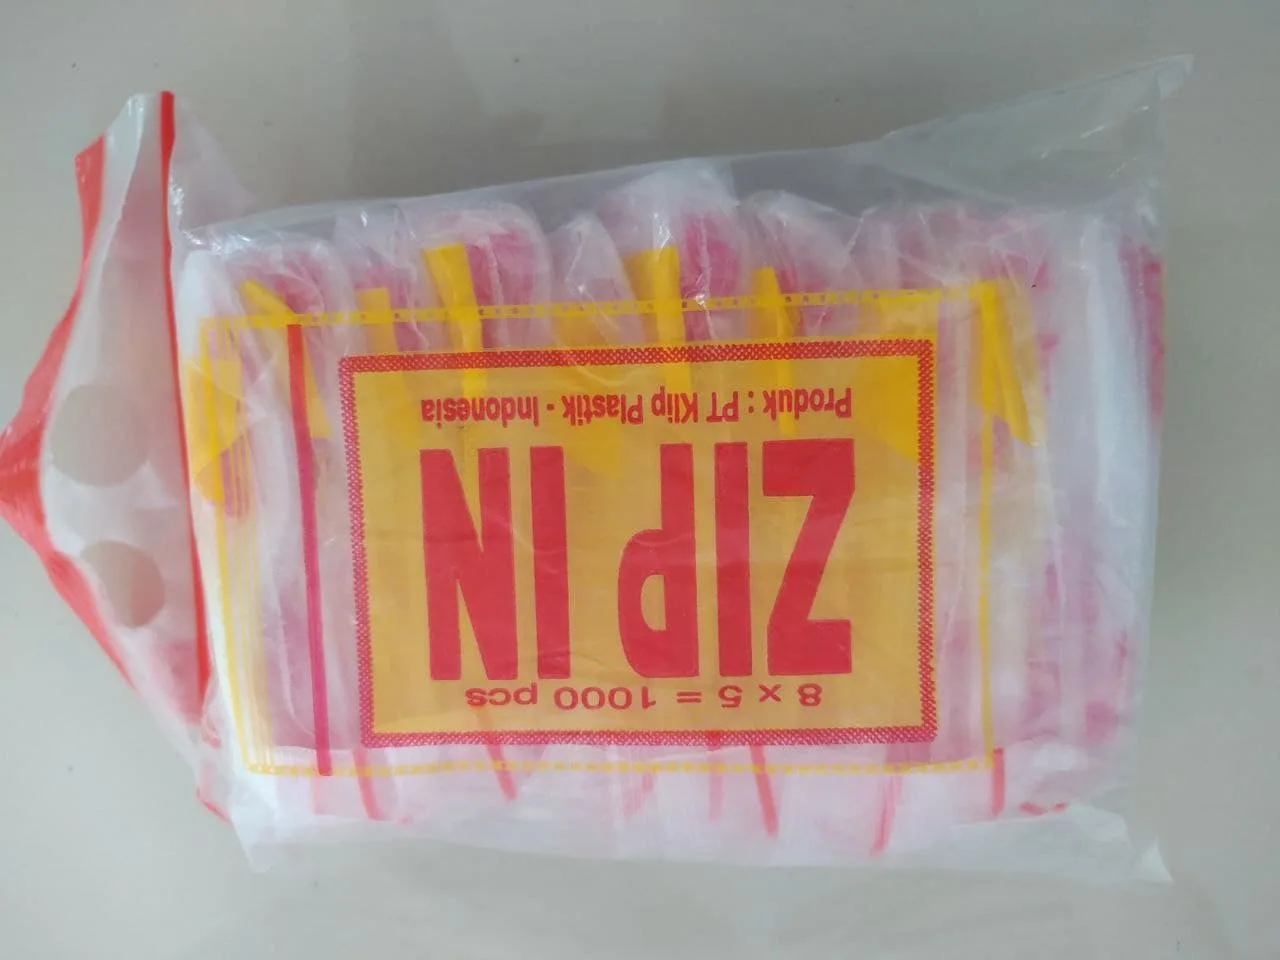 Produk : PT Klip Plastik - Indonesia
ZIP IN
8 x 5 = 1000 pcs